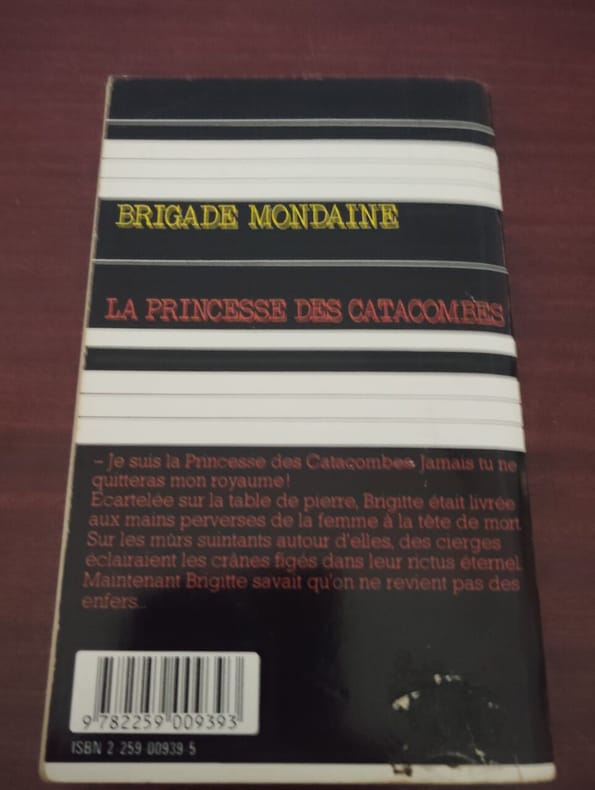 BRIGADE MONDAINE
LA PRINCESSE DES CATACOMBES
– Je suis la Princesse des Catacombes. Jamais tu ne
quitteras mon royaume!
Écartelée sur la table de pierre, Brigitte était livrée
aux mains perverses de la femme à la tête de mort.
Sur les mûrs suintants autour d'elles, des cierges
éclairaient les crânes figés dans leur rictus éternel.
Maintenant Brigitte savait qu'on ne revient pas des
enfers...
9 782259 009393
ISBN 2 259 00939 5